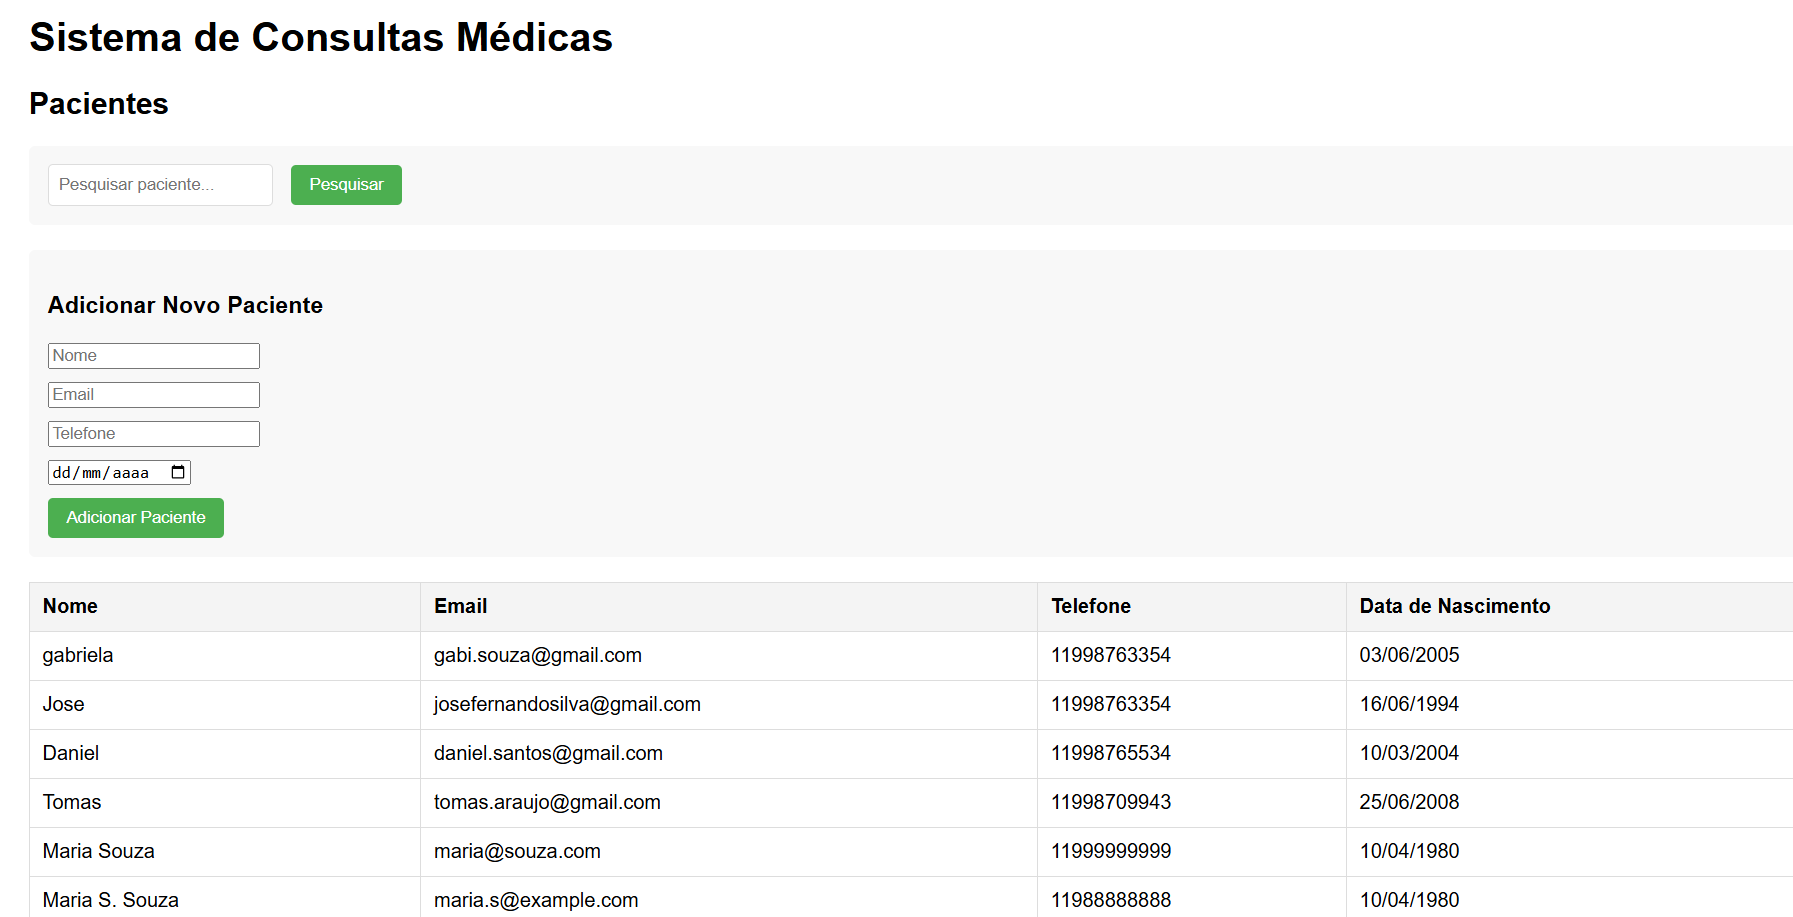 Sistema de Consultas Médicas
Pacientes
Pesquisar paciente... Pesquisar
Adicionar Novo Paciente
Nome
Email
Telefone
dd/mm/aaaa
Adicionar Paciente
Nome Email Telefone Data de Nascimento
gabriela gabi.souza@gmail.com 11998763354 03/06/2005
Jose josefernandosilva@gmail.com 11998763354 16/06/1994
Daniel daniel.santos@gmail.com 11998765534 10/03/2004
Tomas tomas.araujo@gmail.com 11998709943 25/06/2008
Maria Souza maria@souza.com 11999999999 10/04/1980
Maria S. Souza maria.s@example.com 11988888888 10/04/1980